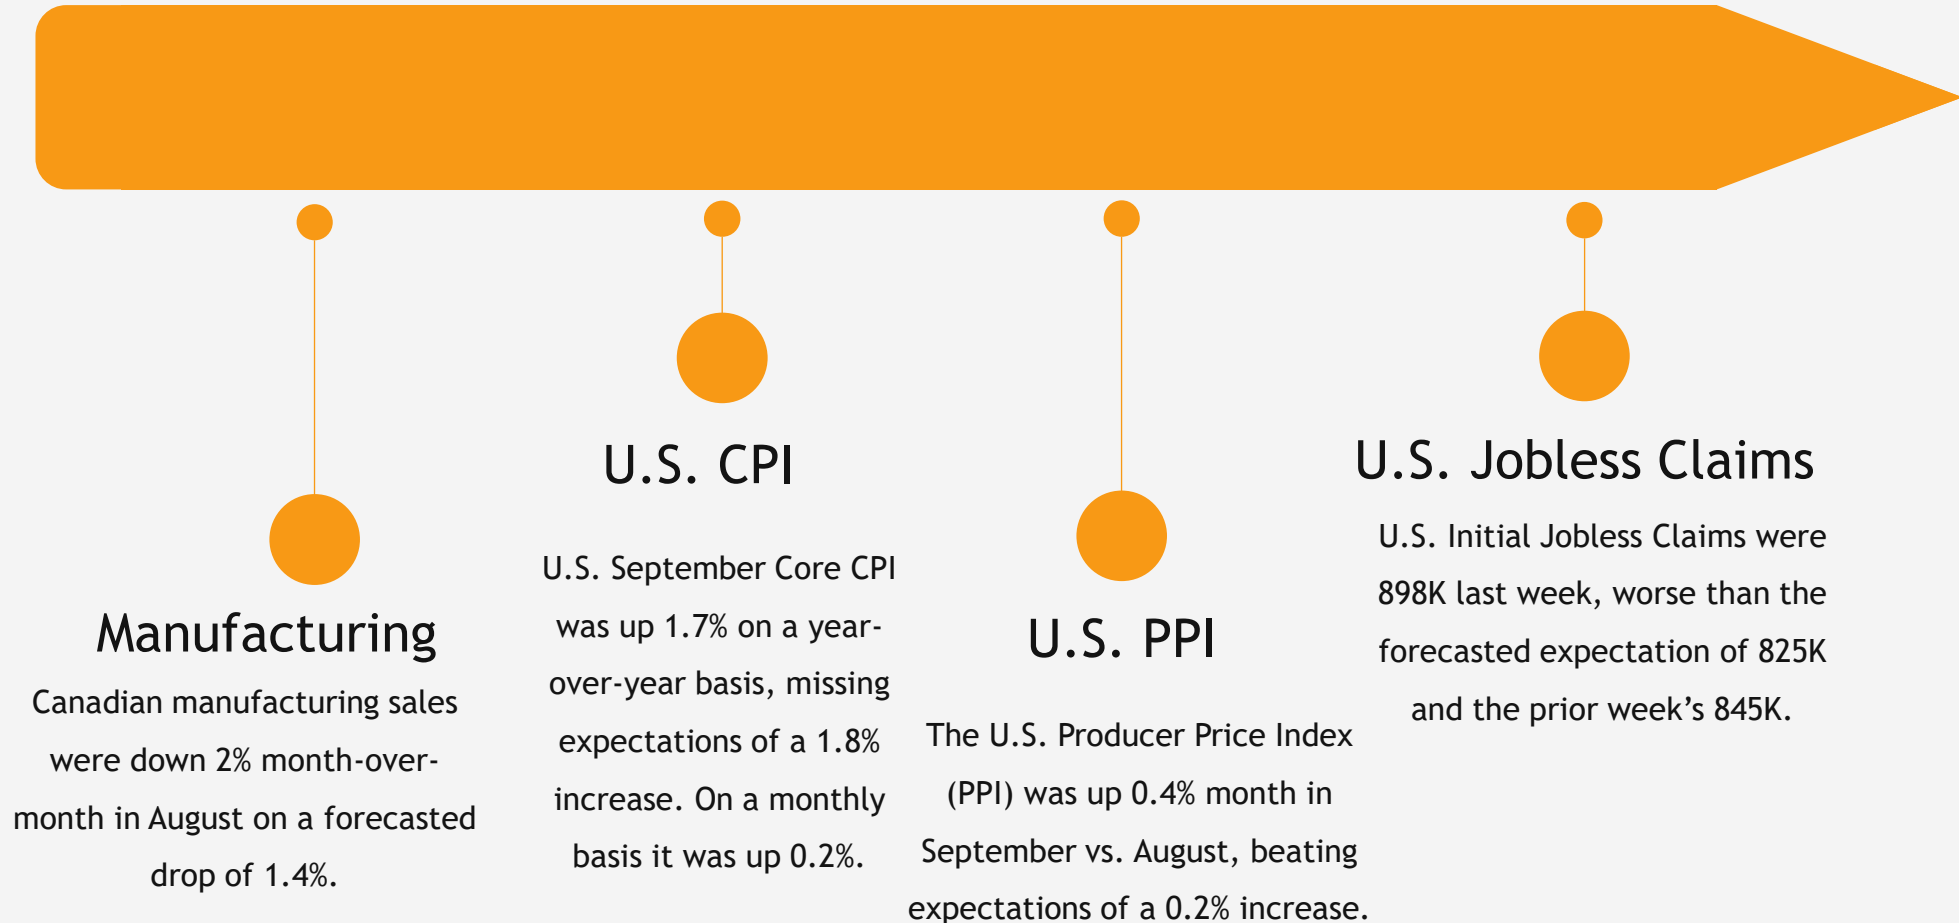 Manufacturing
Canadian manufacturing sales
were down 2% month-over-
month in August on a forecasted
drop of 1.4%.
U.S. CPI
U.S. September Core CPI
was up 1.7% on a year-
over-year basis, missing
expectations of a 1.8%
increase. On a monthly
basis it was up 0.2%.
U.S. PPI
The U.S. Producer Price Index
(PPI) was up 0.4% month in
September vs. August, beating
expectations of a 0.2% increase.
U.S. Jobless Claims
U.S. Initial Jobless Claims were
898K last week, worse than the
forecasted expectation of 825K
and the prior week’s 845K.